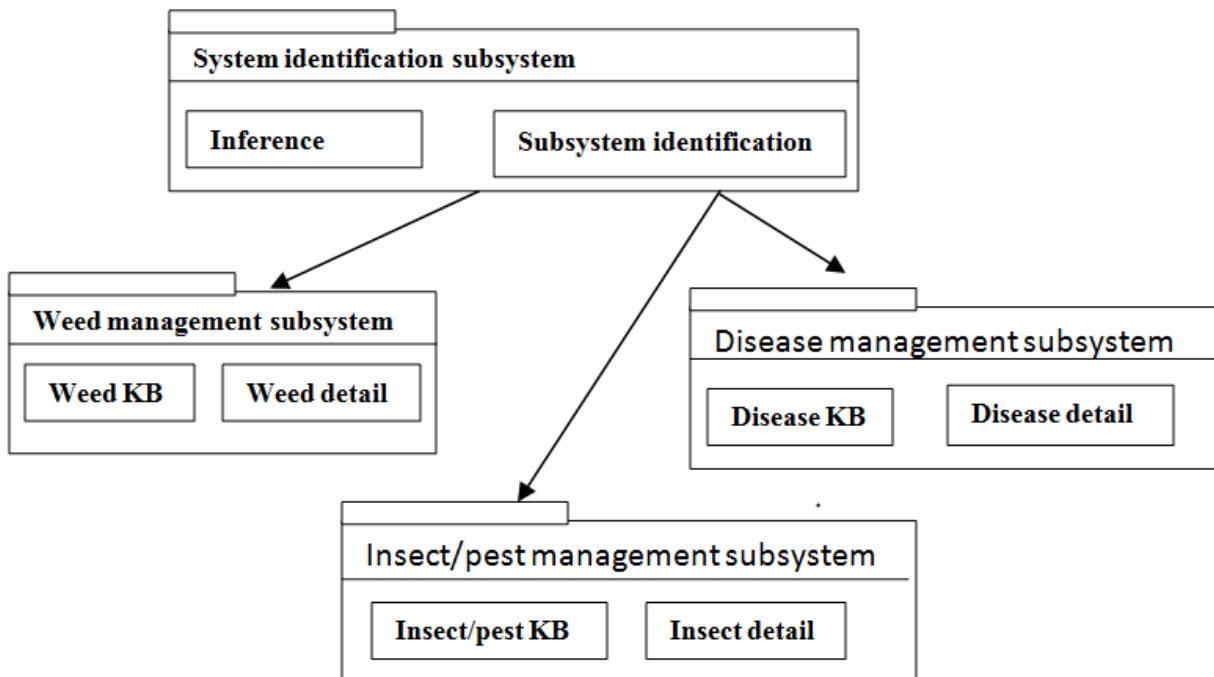 System identification subsystem
Inference
Subsystem identification
Weed management subsystem
Weed KB
Weed detail
Disease management subsystem
Disease KB
Disease detail
Insect/pest management subsystem
Insect/pest KB
Insect detail